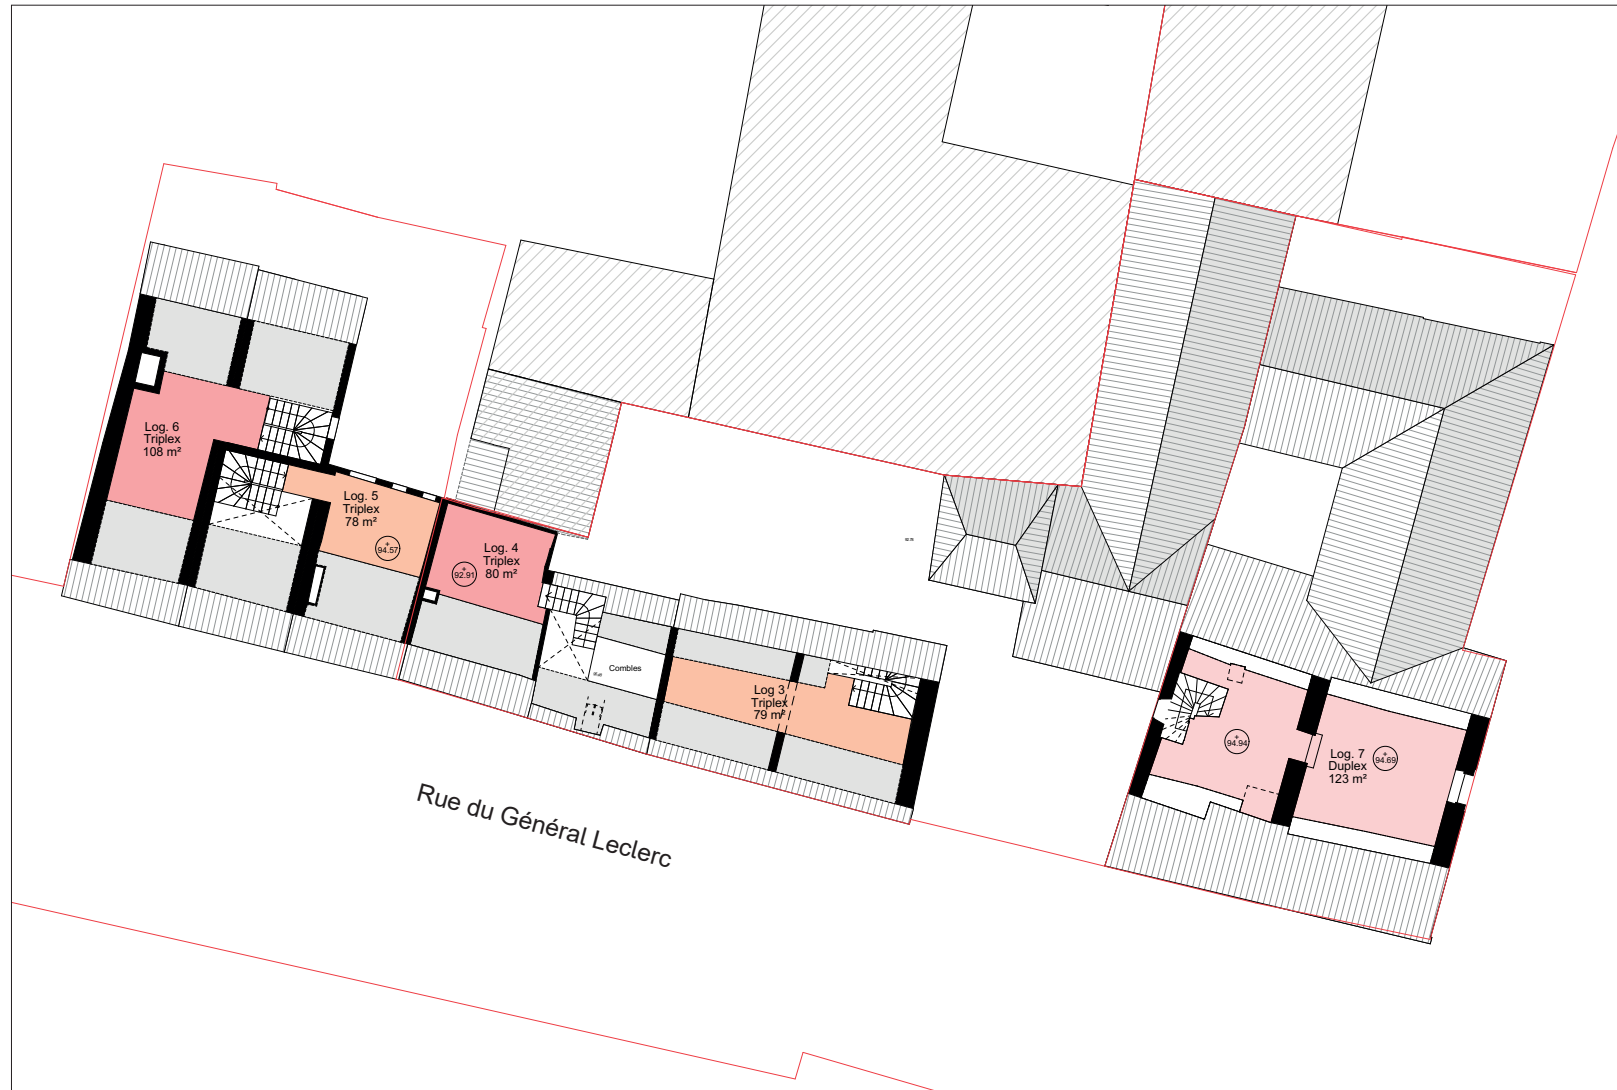 Log. 6
Triplex
108 m²
Log. 5
Triplex
78 m²
+
94.57
Log. 4
Triplex
80 m²
+
92.91
Combles
Log 3
Triplex
79 m²
+
94.94
Log. 7
Duplex
123 m²
+
94.69
Rue du Général Leclerc